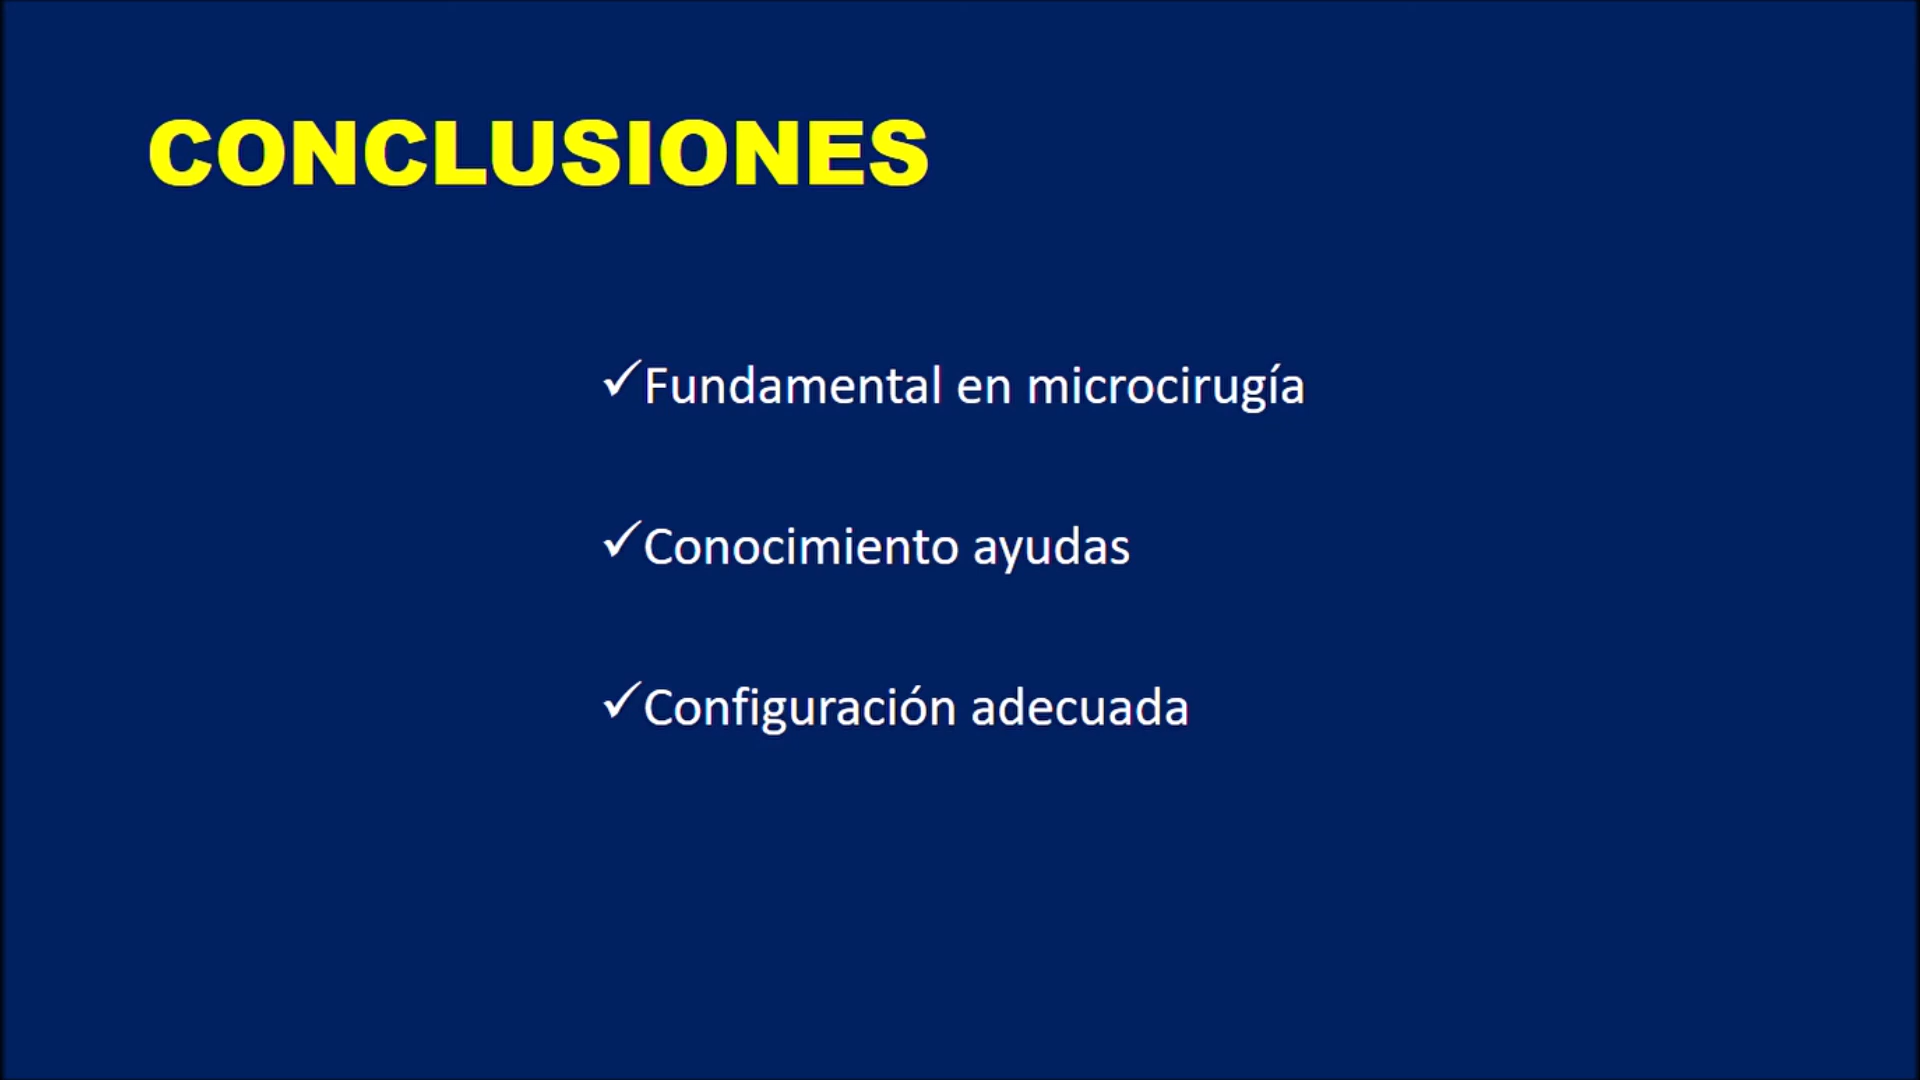 CONCLUSIONES
✓Fundamental en microcirugía
✓Conocimiento ayudas
✓Configuración adecuada